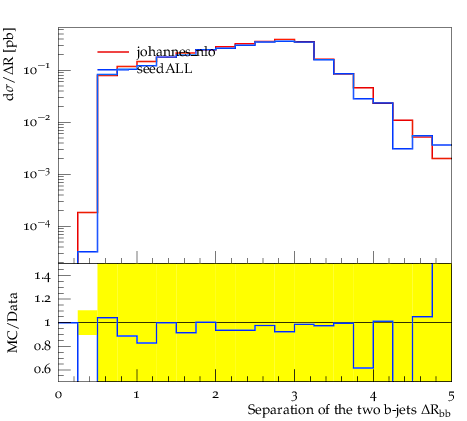 dσ/ΔR [pb]
johannes nlo
seedALL
10⁻¹
10⁻²
10⁻³
10⁻⁴
MC/Data
1.4
1.2
1
0.8
0.6
0 1 2 3 4 5
Separation of the two b-jets ΔR_bb